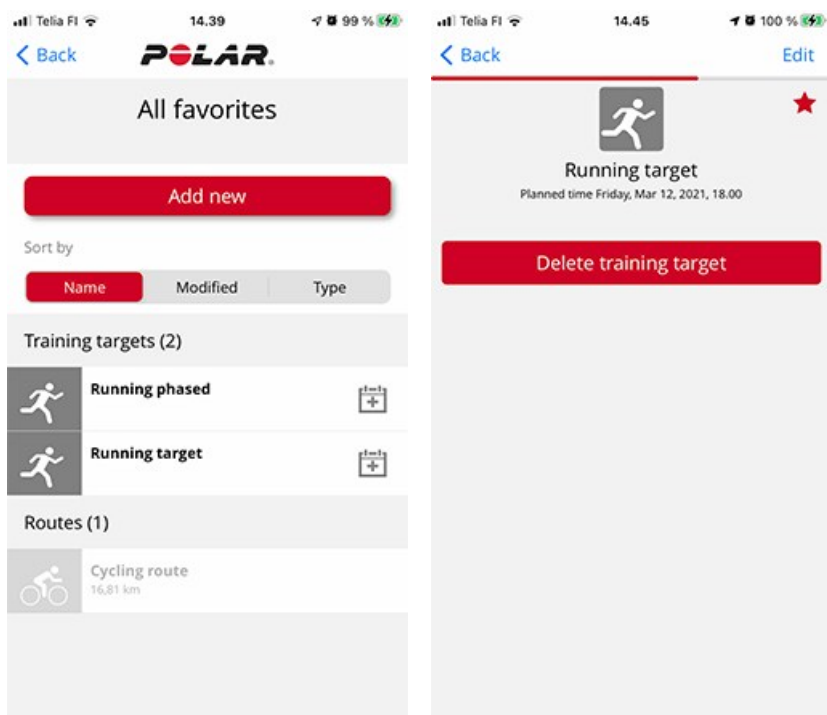 Telia FI 14.39 99 %
Back POLAR.
All favorites
Add new
Sort by
Name Modified Type
Training targets (2)
Running phased
Running target
Routes (1)
Cycling route
16,81 km
Telia FI 14.45 100 %
Back Edit
Running target
Planned time Friday, Mar 12, 2021, 18.00
Delete training target